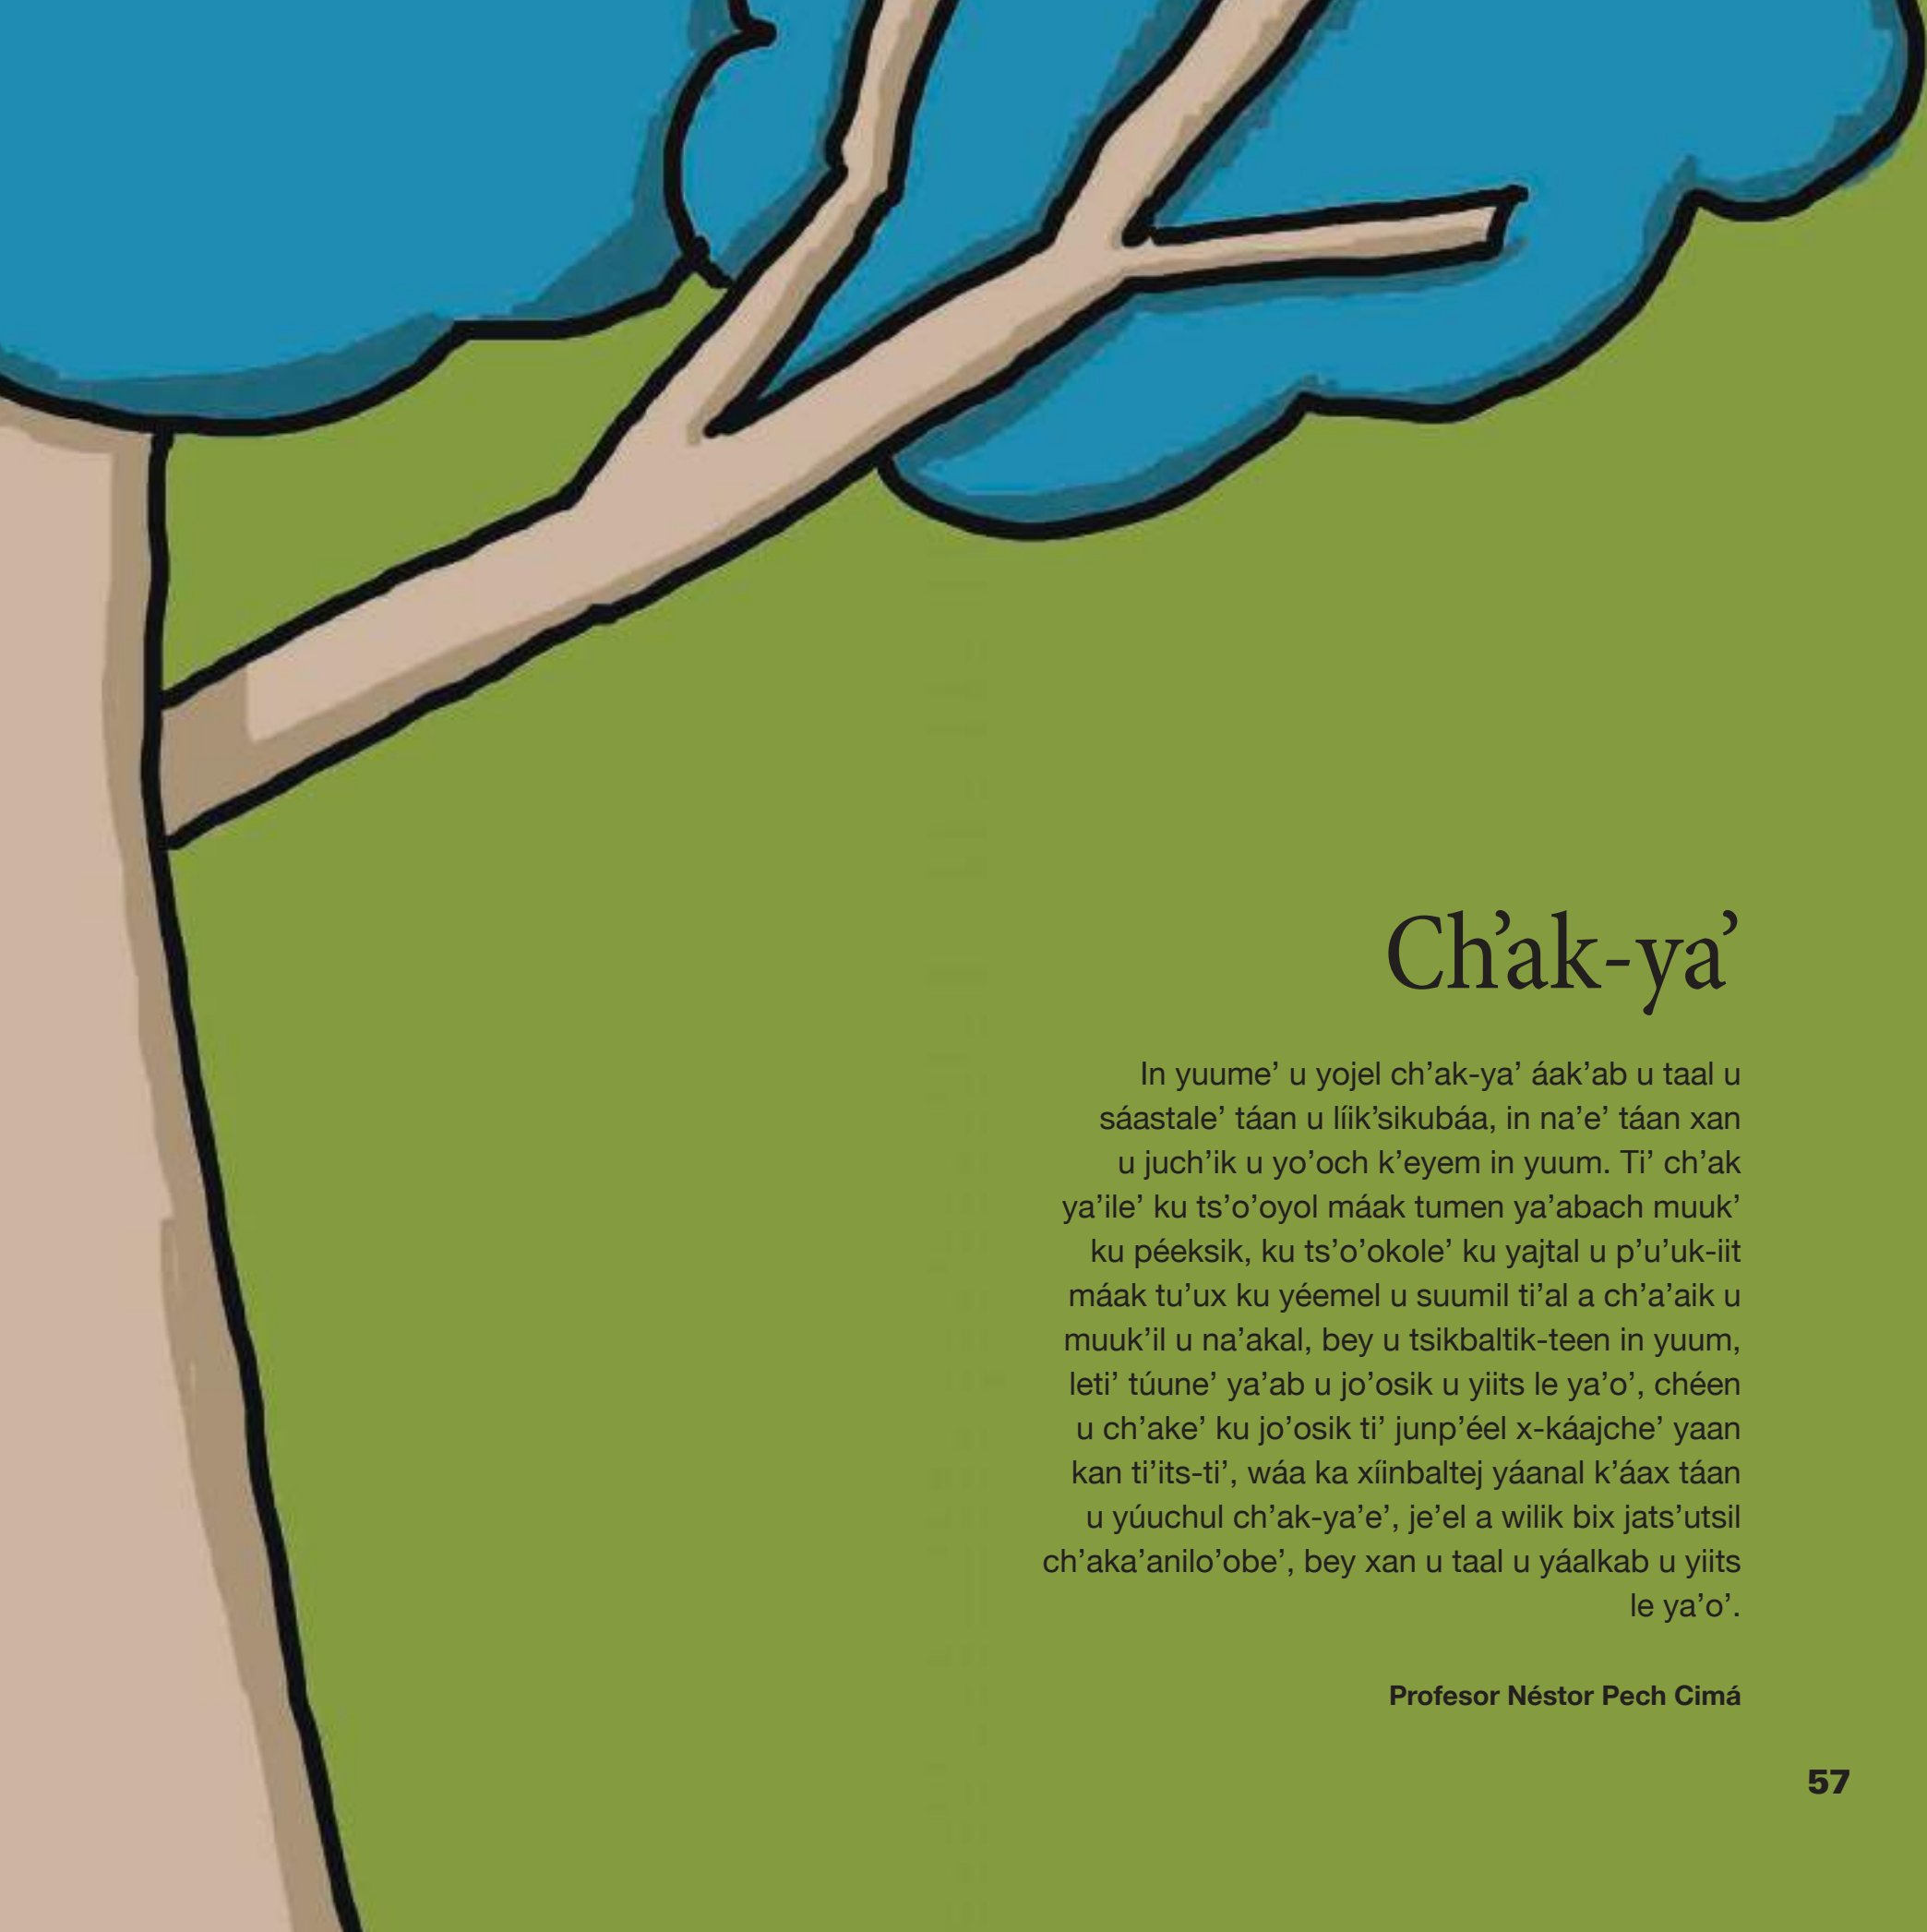 Ch’ak-ya’
In yuume’ u yojel ch’ak-ya’ áak’ab u taal u
sáastale’ táan u líik’sikubáa, in na’e’ táan xan
u juch’ik u yo’och k’eyem in yuum. Ti’ ch’ak
ya’ile’ ku ts’o’oyol máak tumen ya’abach muuk’
ku péeksik, ku ts’o’okole’ ku yajtal u p’u’uk-iit
máak tu’ux ku yéemel u suumil ti’al a ch’a’aik u
muuk’il u na’akal, bey u tsikbaltik-teen in yuum,
leti’ túune’ ya’ab u jo’osik u yiits le ya’o’, chéen
u ch’ake’ ku jo’osik ti’ junp’éel x-káajche’ yaan
kan ti’its-ti’, wáa ka xíinbaltej yáanal k’áax táan
u yúuchul ch’ak-ya’e’, je’el a wilik bix jats’utsil
ch’aka’anilo’obe’, bey xan u taal u yáalkab u yiits
le ya’o’.
Profesor Néstor Pech Cimá
57